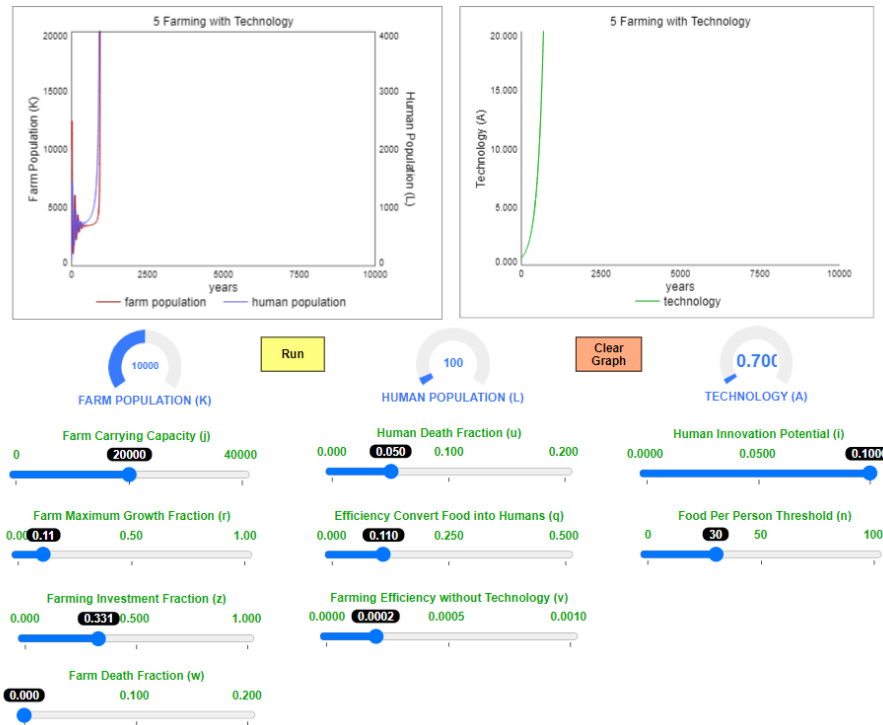 5 Farming with Technology
20000
15000
10000
5000
0
Farm Population (K)
4000
3000
2000
1000
0
Human Population (L)
0 2500 5000 7500 10000
years
farm population human population
5 Farming with Technology
20.000
15.000
10.000
5.000
0.000
Technology (A)
0 2500 5000 7500 10000
years
technology
10000
FARM POPULATION (K)
Run
100
HUMAN POPULATION (L)
Clear
Graph
0.700
TECHNOLOGY (A)
Farm Carrying Capacity (j)
0 20000 40000
Human Death Fraction (u)
0.000 0.050 0.100 0.200
Human Innovation Potential (i)
0.0000 0.0500 0.1000
Farm Maximum Growth Fraction (r)
0.00 0.11 0.50 1.00
Efficiency Convert Food into Humans (q)
0.000 0.110 0.250 0.500
Food Per Person Threshold (n)
0 30 50 100
Farming Investment Fraction (z)
0.000 0.331 0.500 1.000
Farming Efficiency without Technology (v)
0.0000 0.0002 0.0005 0.0010
Farm Death Fraction (w)
0.000 0.100 0.200